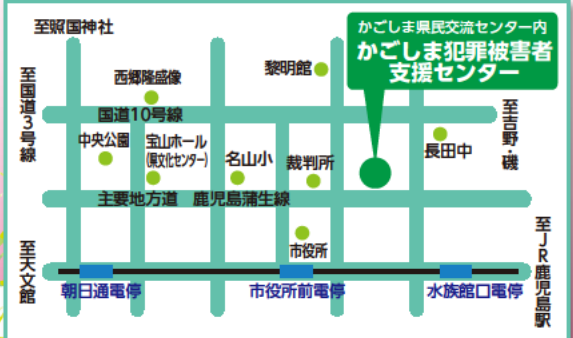 至照国神社
かごしま県民交流センター内
かごしま犯罪被害者
支援センター
至国道3号線
西郷隆盛像
黎明館
国道10号線
至吉野・磯
中央公園
宝山ホール
(県文化センター)
名山小
裁判所
長田中
主要地方道 鹿児島蒲生線
市役所
至天文館
至JR鹿児島駅
朝日通電停
市役所前電停
水族館口電停